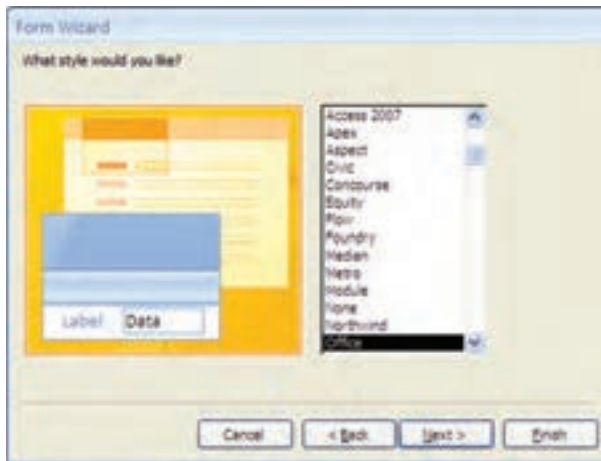 Form Wizard
What style would you like?
Access 2007
Apex
Aspect
Civic
Concourse
Equity
Flow
Foundry
Median
Metro
Module
None
Northwind
Office
Label Data
Cancel < Back Next > Finish